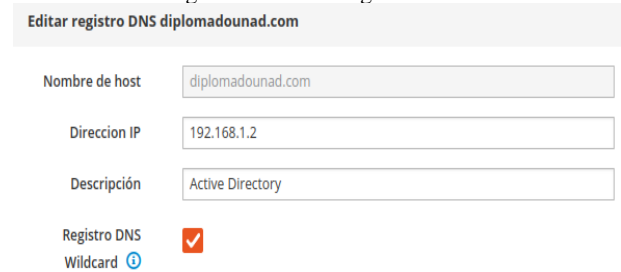 Editar registro DNS diplomadounad.com
Nombre de host diplomadounad.com
Direccion IP 192.168.1.2
Descripción Active Directory
Registro DNS
Wildcard